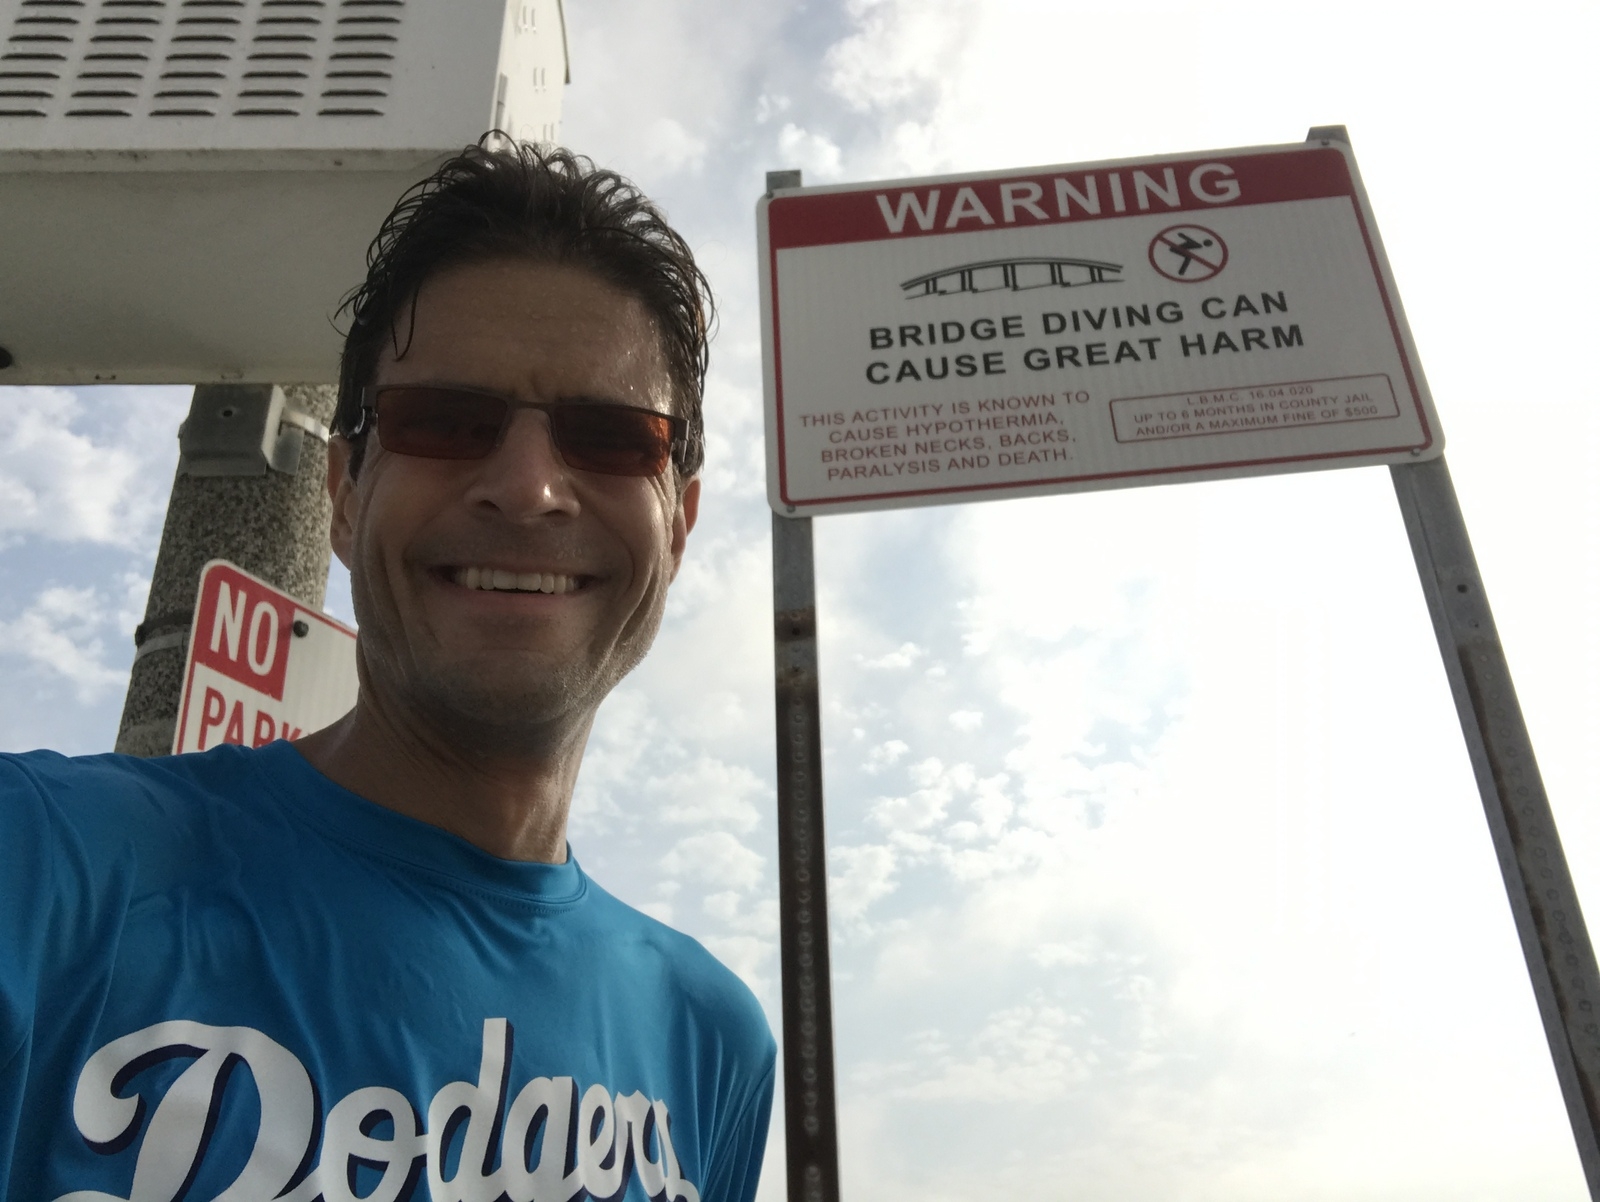 WARNING
BRIDGE DIVING CAN
CAUSE GREAT HARM
THIS ACTIVITY IS KNOWN TO
CAUSE HYPOTHERMIA,
BROKEN NECKS, BACKS,
PARALYSIS AND DEATH.
L.B.M.C. 16.04.020
UP TO 6 MONTHS IN COUNTY JAIL
AND/OR A MAXIMUM FINE OF $500
NO
PARK
Dodgers